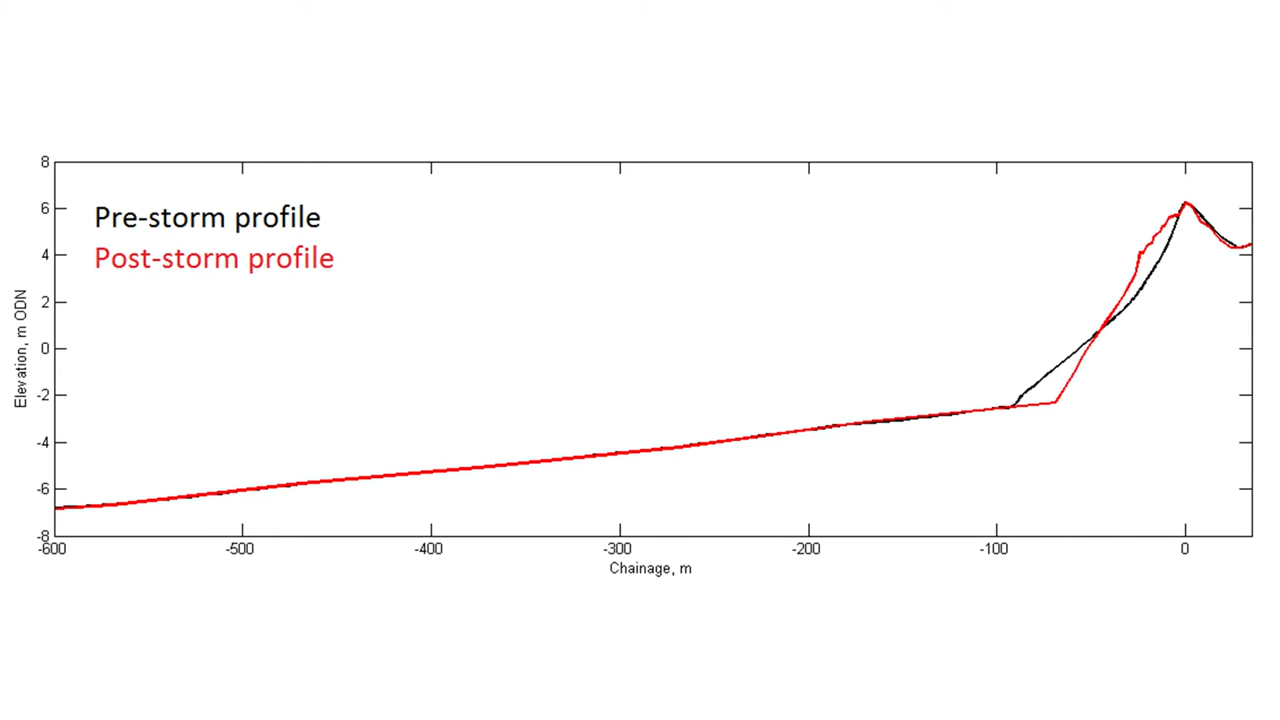 8
Pre-storm profile
6
Post-storm profile
4
2
0
-2
-4
-6
-8
Elevation, m ODN
-600 -500 -400 -300 -200 -100 0
Chainage, m